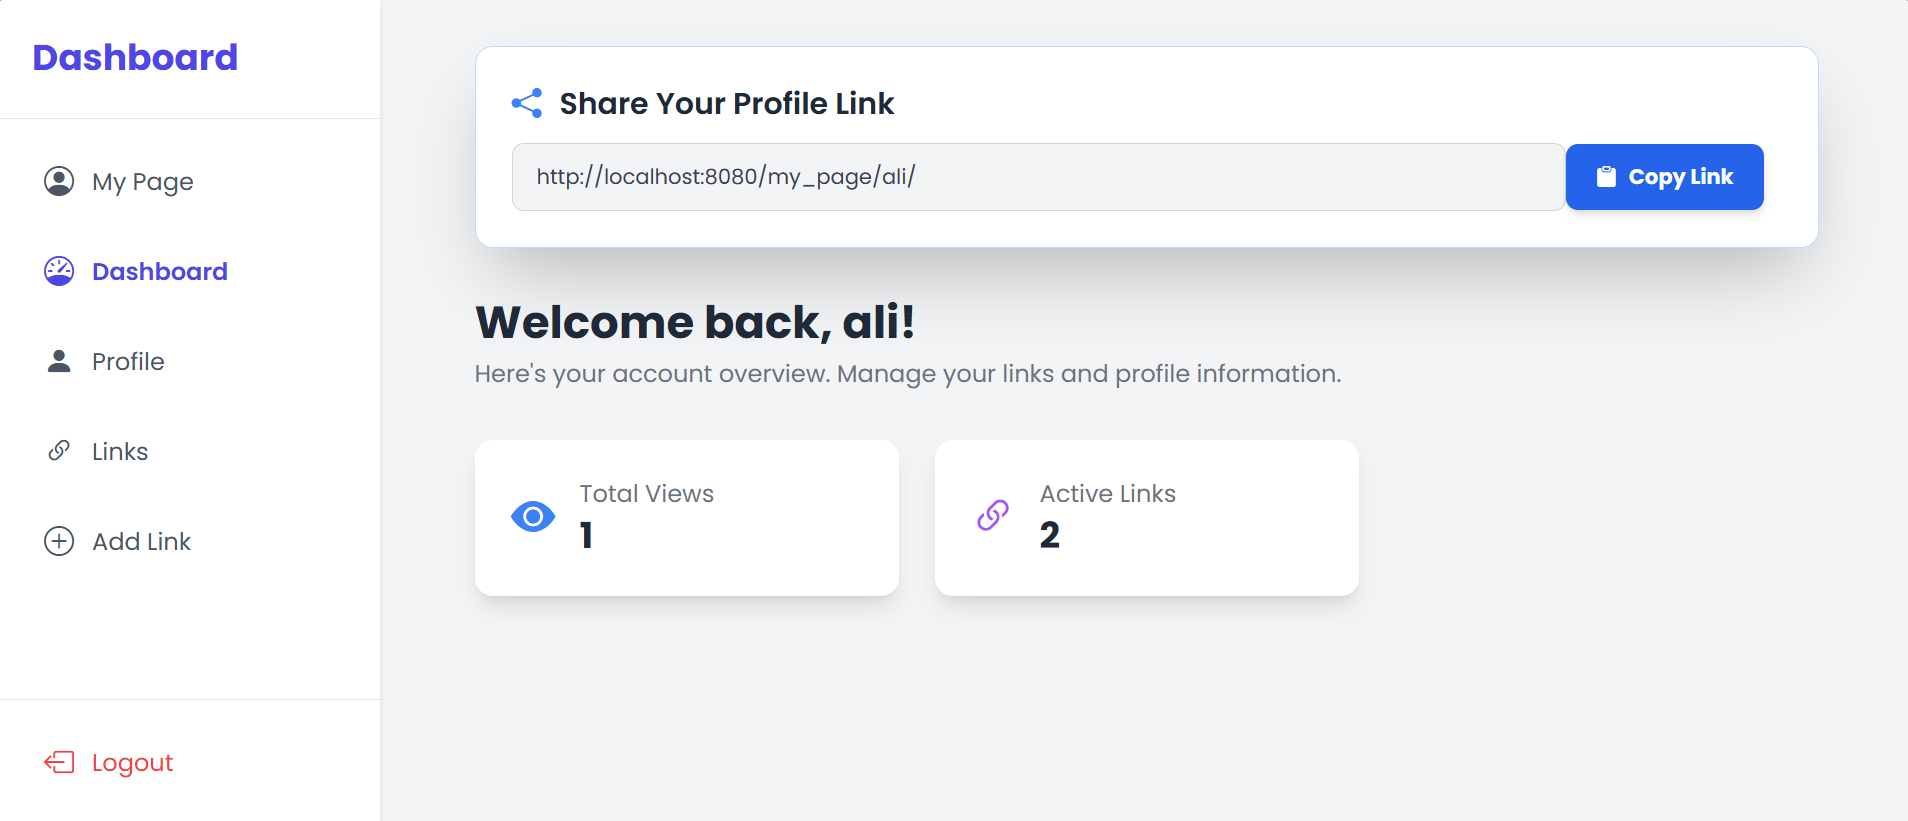 Dashboard
My Page
Dashboard
Profile
Links
Add Link
Logout
Share Your Profile Link
http://localhost:8080/my_page/ali/
Copy Link
Welcome back, ali!
Here's your account overview. Manage your links and profile information.
Total Views
1
Active Links
2